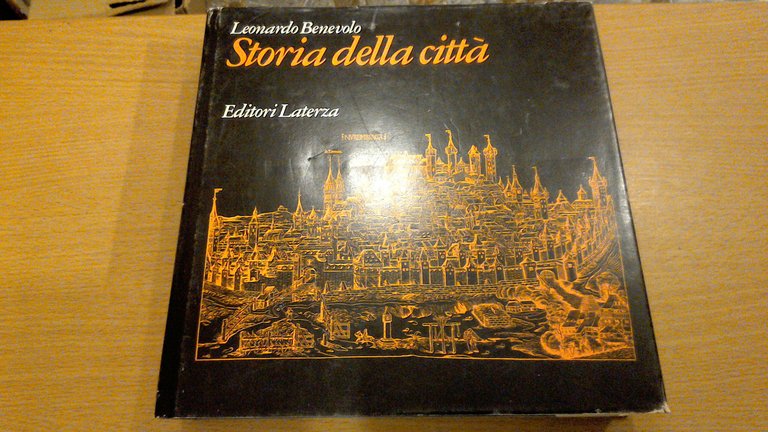 Leonardo Benevolo
Storia della città
Editori Laterza